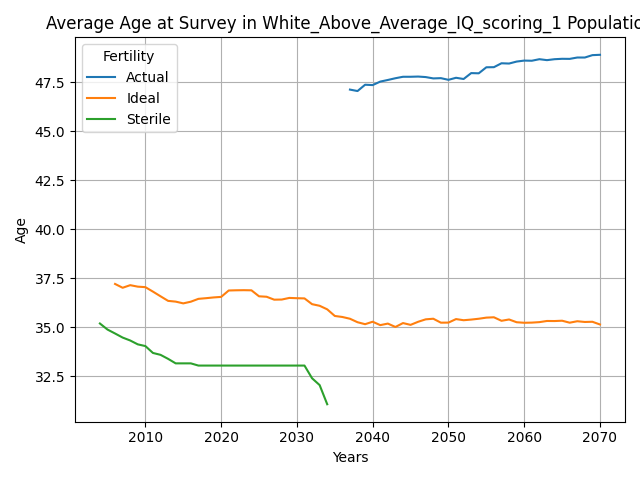 Average Age at Survey in White_Above_Average_IQ_scoring_1 Populatio
Fertility
Actual
Ideal
Sterile
47.5
45.0
42.5
40.0
37.5
35.0
32.5
Age
2010 2020 2030 2040 2050 2060 2070
Years